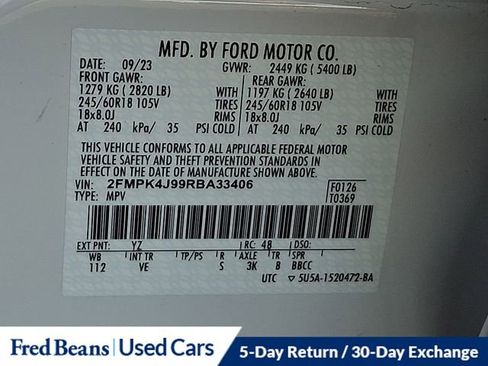 MFD. BY FORD MOTOR CO.
DATE: 09/23 GVWR: 2449 KG (5400 LB)
FRONT GAWR: REAR GAWR:
1279 KG (2820 LB) WITH 1197 KG (2640 LB) WITH
245/60R18 105V TIRES 245/60R18 105V TIRES
18x8.0J RIMS 18x8.0J RIMS
AT 240 kPa/ 35 PSI COLD AT 240 kPa/ 35 PSI COLD
THIS VEHICLE CONFORMS TO ALL APPLICABLE FEDERAL MOTOR
VEHICLE SAFETY AND THEFT PREVENTION STANDARDS IN
EFFECT ON THE DATE OF MANUFACTURE SHOWN ABOVE.
VIN: 2FMPK4J99RBA33406 F0126
TYPE: MPV T0369
EXT PNT: YZ RC: 48
WB INT TR TP/PS R AXLE TR SPR
112 VE S 3K B BBCC
UTC 5U5A-1520472-BA
Fred Beans Used Cars 5-Day Return / 30-Day Exchange